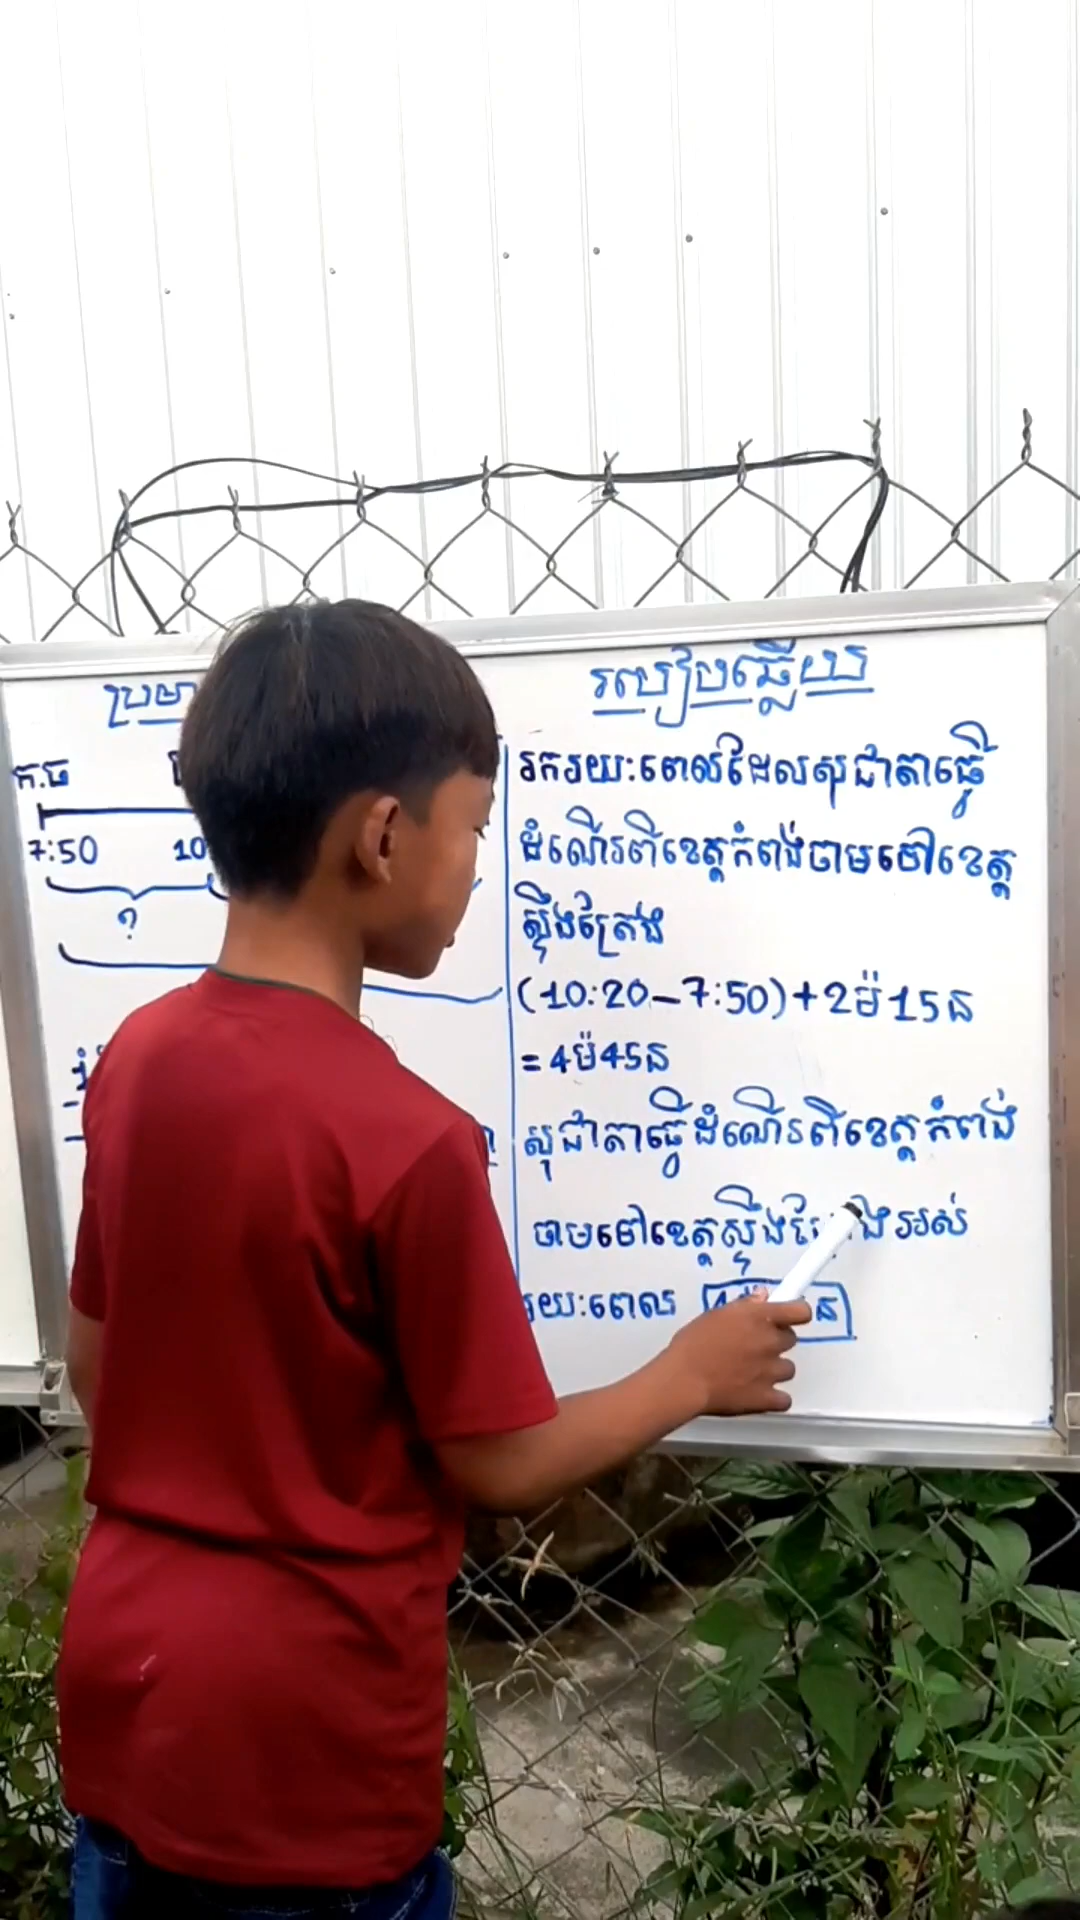 ក.ច
7:50
10
?
របៀបឆ្លើយ
រករយៈពេលដែលសុជាតាធ្វើ
ដំណើរពីខេត្តកំពង់ចាមទៅខេត្ត
ស្ទឹងត្រែង
(10:20-7:50)+2ម៉ 15ន
=4ម៉45ន
សុជាតាធ្វើដំណើរពីខេត្តកំពង់
ចាមទៅខេត្តស្ទឹងត្រែងអស់
រយៈពេល